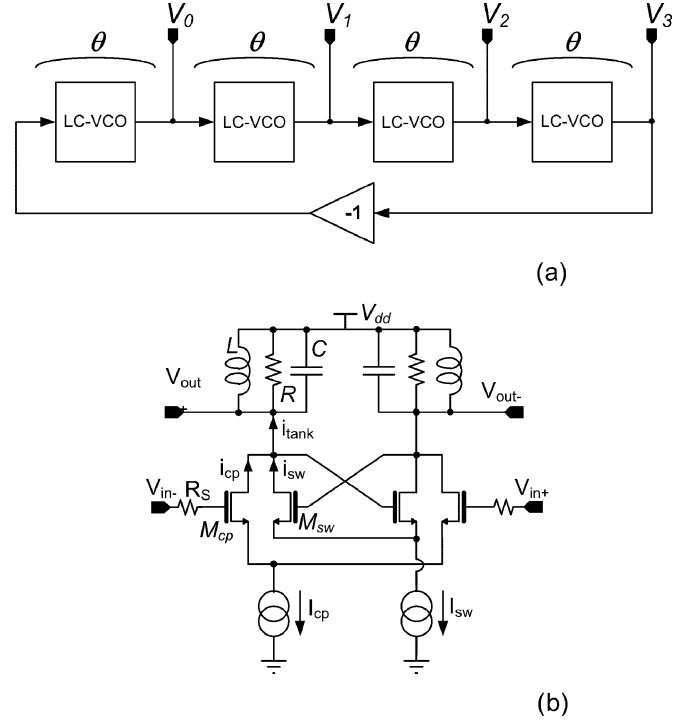 V0 V1 V2 V3
θ θ θ θ
LC-VCO LC-VCO LC-VCO LC-VCO
-1
(a)
Vdd
L C
R
Vout+ Vout-
itank
icp isw
Vin- RS Vin+
Mcp Msw
Icp Isw
(b)